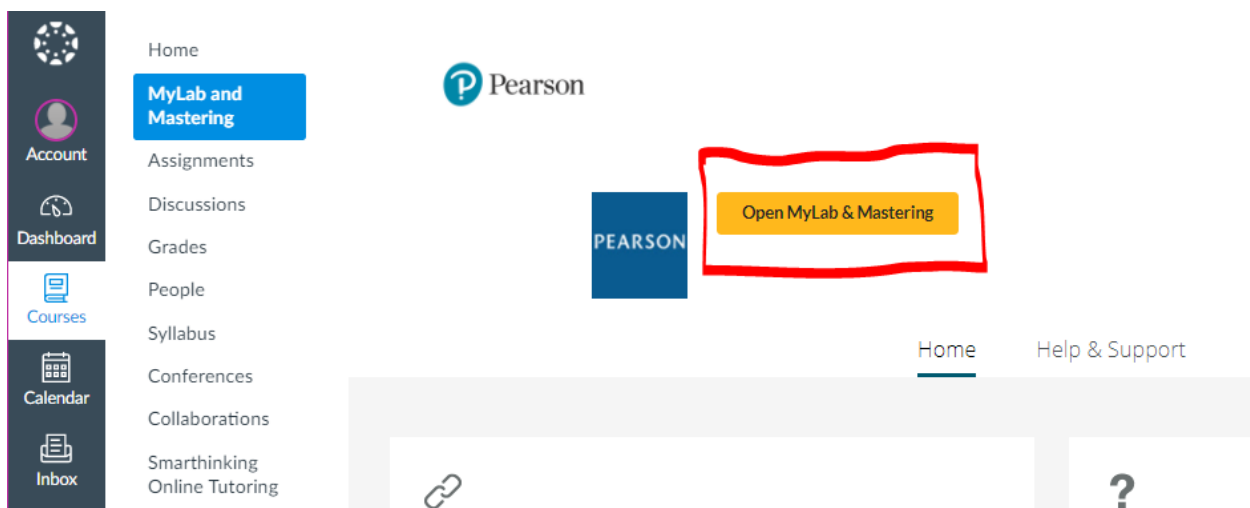 Account
Dashboard
Courses
Calendar
Inbox
Home
MyLab and
Mastering
Assignments
Discussions
Grades
People
Syllabus
Conferences
Collaborations
Smarthinking
Online Tutoring
Pearson
PEARSON
Open MyLab & Mastering
Home Help & Support
?